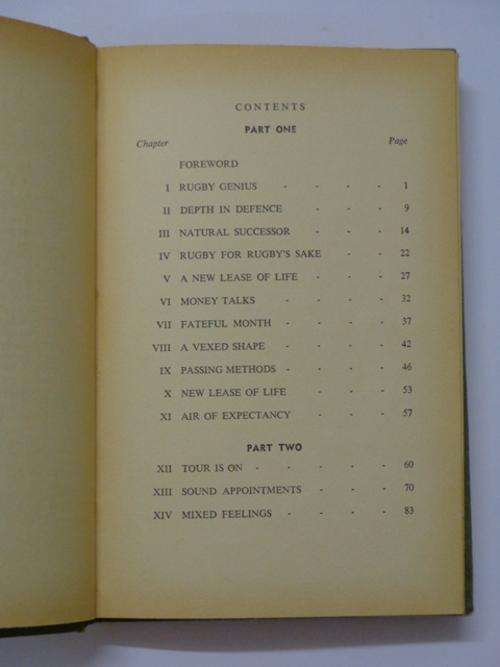 CONTENTS
PART ONE
Chapter Page
FOREWORD
I RUGBY GENIUS - - - - 1
II DEPTH IN DEFENCE - - - 9
III NATURAL SUCCESSOR - - - 14
IV RUGBY FOR RUGBY'S SAKE - - 22
V A NEW LEASE OF LIFE - - - 27
VI MONEY TALKS - - - - 32
VII FATEFUL MONTH - - - - 37
VIII A VEXED SHAPE - - - - 42
IX PASSING METHODS - - - - 46
X NEW LEASE OF LIFE - - - 53
XI AIR OF EXPECTANCY - - - 57
PART TWO
XII TOUR IS ON - - - - - 60
XIII SOUND APPOINTMENTS - - - 70
XIV MIXED FEELINGS - - - - 83